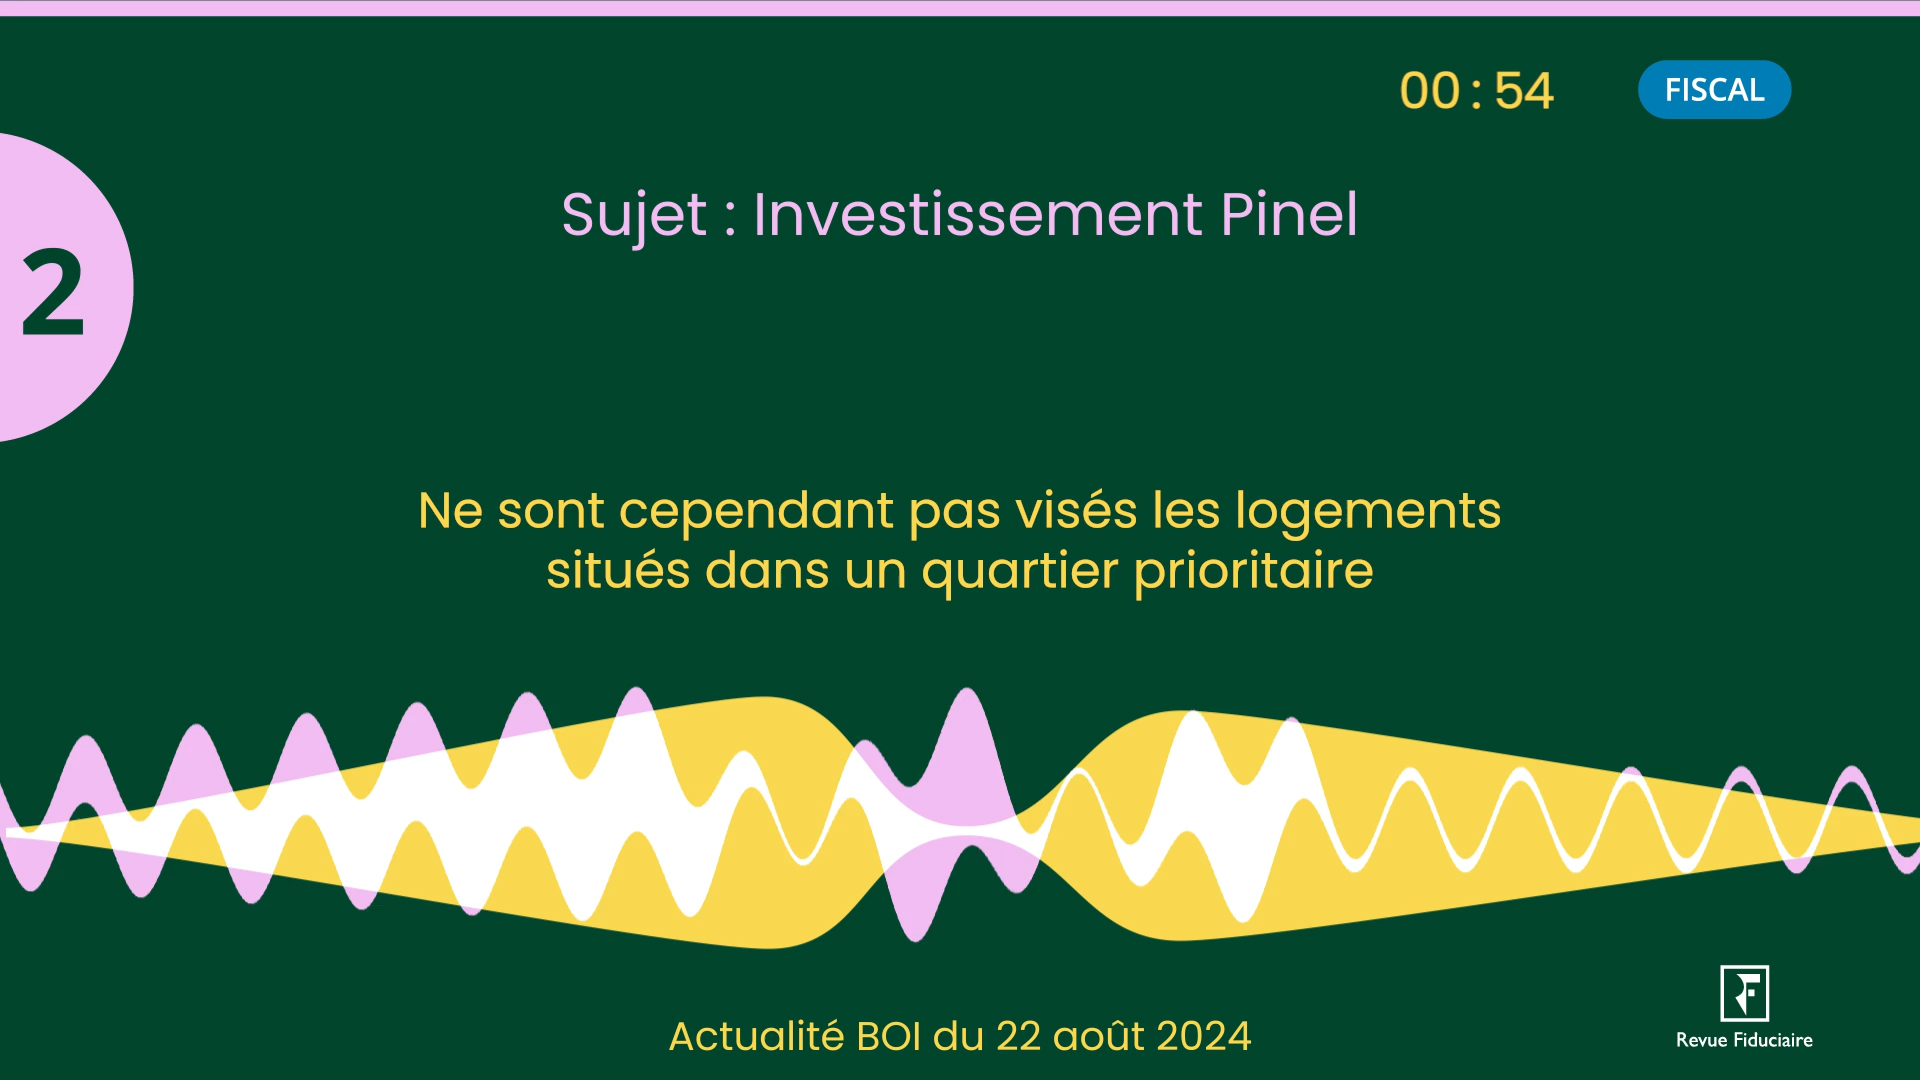 00 : 54
FISCAL
Sujet : Investissement Pinel
2
Ne sont cependant pas visés les logements
situés dans un quartier prioritaire
Actualité BOI du 22 août 2024
RF
Revue Fiduciaire